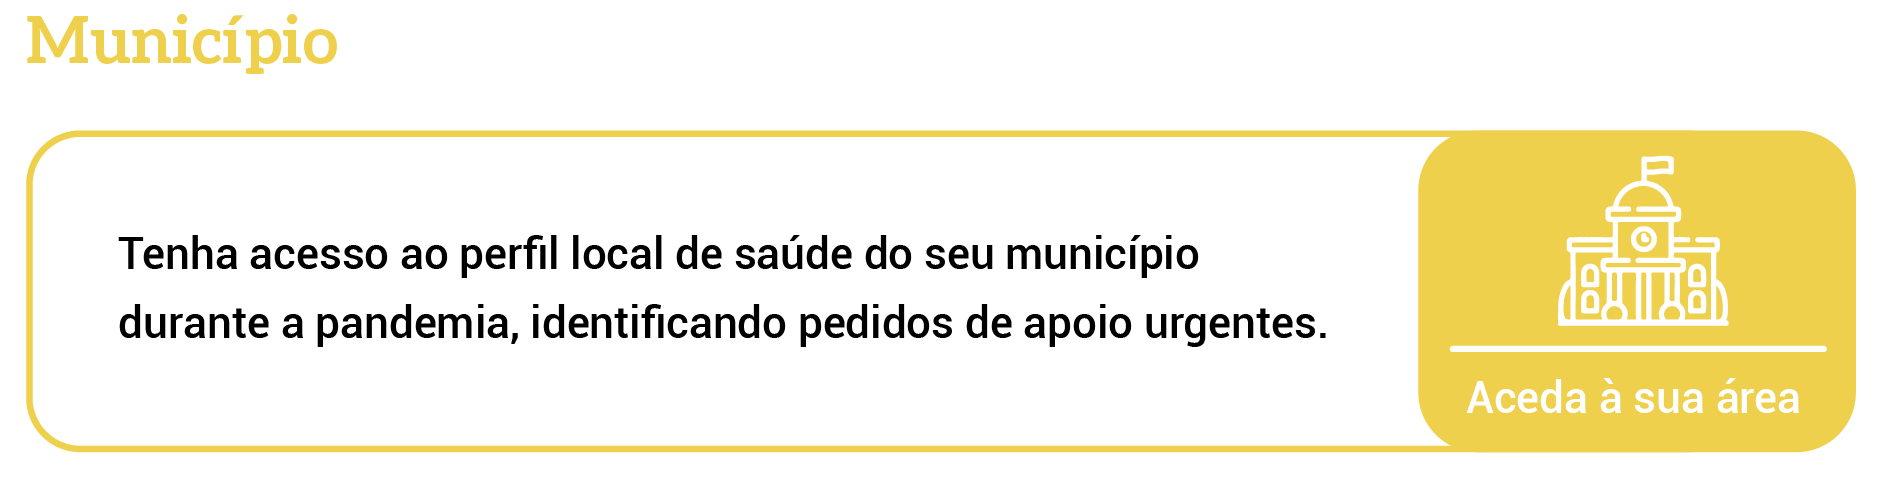 Município
Tenha acesso ao perfil local de saúde do seu município
durante a pandemia, identificando pedidos de apoio urgentes.
Aceda à sua área